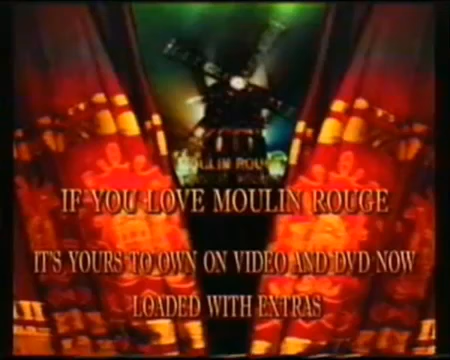 MOULIN ROUGE
IF YOU LOVE MOULIN ROUGE
IT'S YOURS TO OWN ON VIDEO AND DVD NOW
LOADED WITH EXTRAS